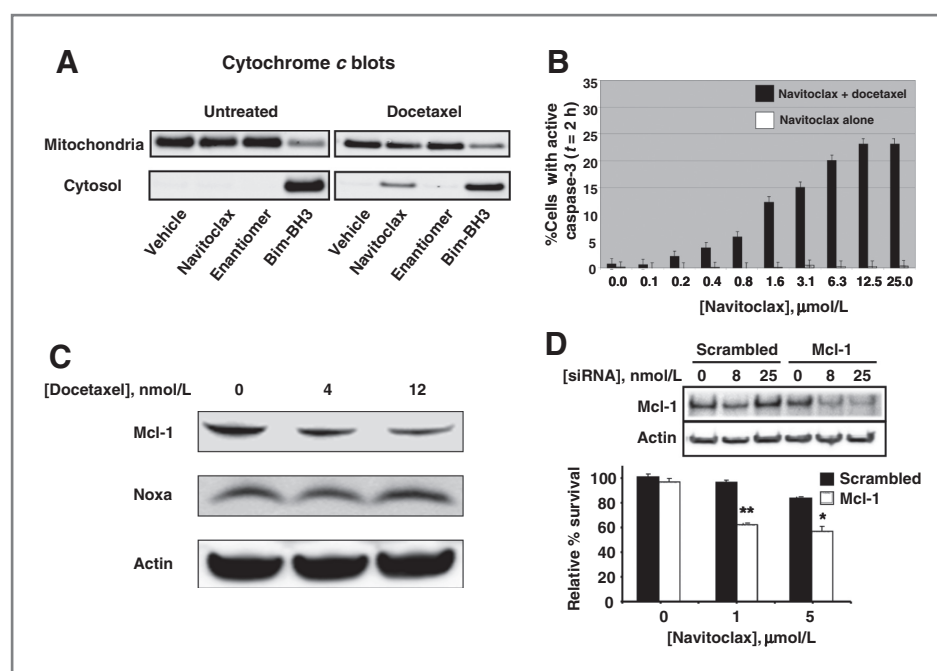 A
Cytochrome c blots
Untreated Docetaxel
Mitochondria
Cytosol
Vehicle Navitoclax Enantiomer Bim-BH3 Vehicle Navitoclax Enantiomer Bim-BH3
B
%Cells with active
caspase-3 (t = 2 h)
35
30
25
20
15
10
5
0
Navitoclax + docetaxel
Navitoclax alone
0.0 0.1 0.2 0.4 0.8 1.6 3.1 6.3 12.5 25.0
[Navitoclax], μmol/L
C
[Docetaxel], nmol/L 0 4 12
Mcl-1
Noxa
Actin
D
Scrambled Mcl-1
[siRNA], nmol/L 0 8 25 0 8 25
Mcl-1
Actin
Relative % survival
100
80
60
40
20
0
Scrambled
Mcl-1
**
*
0 1 5
[Navitoclax], μmol/L